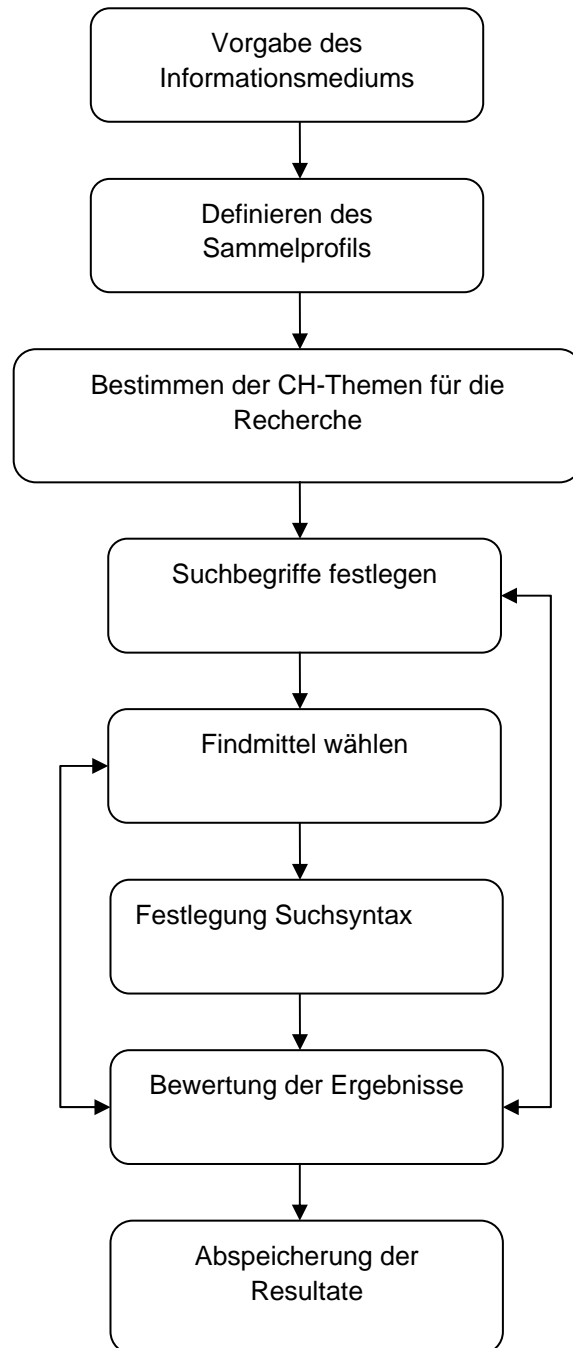 Vorgabe des
Informationsmediums
Definieren des
Sammelprofils
Bestimmen der CH-Themen für die
Recherche
Suchbegriffe festlegen
Findmittel wählen
Festlegung Suchsyntax
Bewertung der Ergebnisse
Abspeicherung der
Resultate